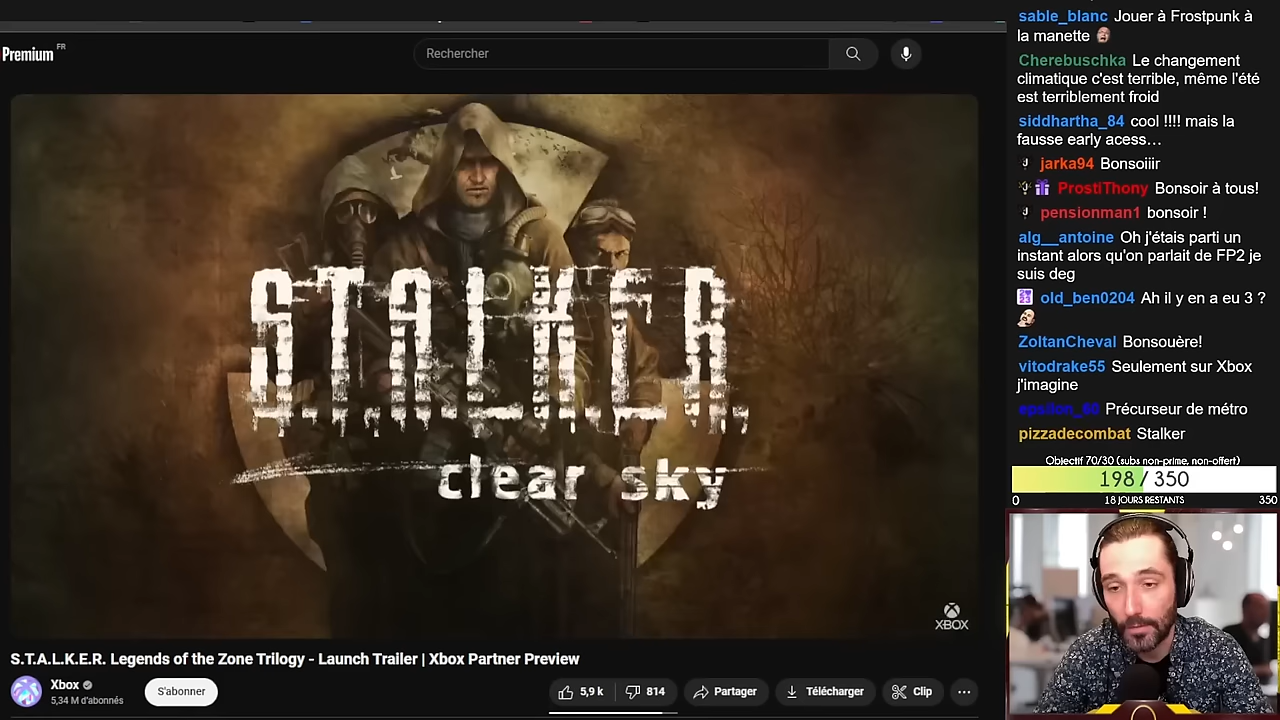 Premium FR
Rechercher
S.T.A.L.K.E.R.
clear sky
XBOX
S.T.A.L.K.E.R. Legends of the Zone Trilogy - Launch Trailer | Xbox Partner Preview
Xbox
5,34 M d'abonnés
S'abonner
5,9 k
814
Partager
Télécharger
Clip
sable_blanc Jouer à Frostpunk à
la manette
Cherebuschka Le changement
climatique c'est terrible, même l'été
est terriblement froid
siddhartha_84 cool !!!! mais la
fausse early acess…
jarka94 Bonsoiiir
ProstiThony Bonsoir à tous!
pensionman1 bonsoir !
alg__antoine Oh j'étais parti un
instant alors qu'on parlait de FP2 je
suis deg
old_ben0204 Ah il y en a eu 3 ?
ZoltanCheval Bonsouère!
vitodrake55 Seulement sur Xbox
j'imagine
epsilon_60 Précurseur de métro
pizzadecombat Stalker
Objectif 70/30 (subs non-prime, non-offert)
198 / 350
0
18 JOURS RESTANTS
350